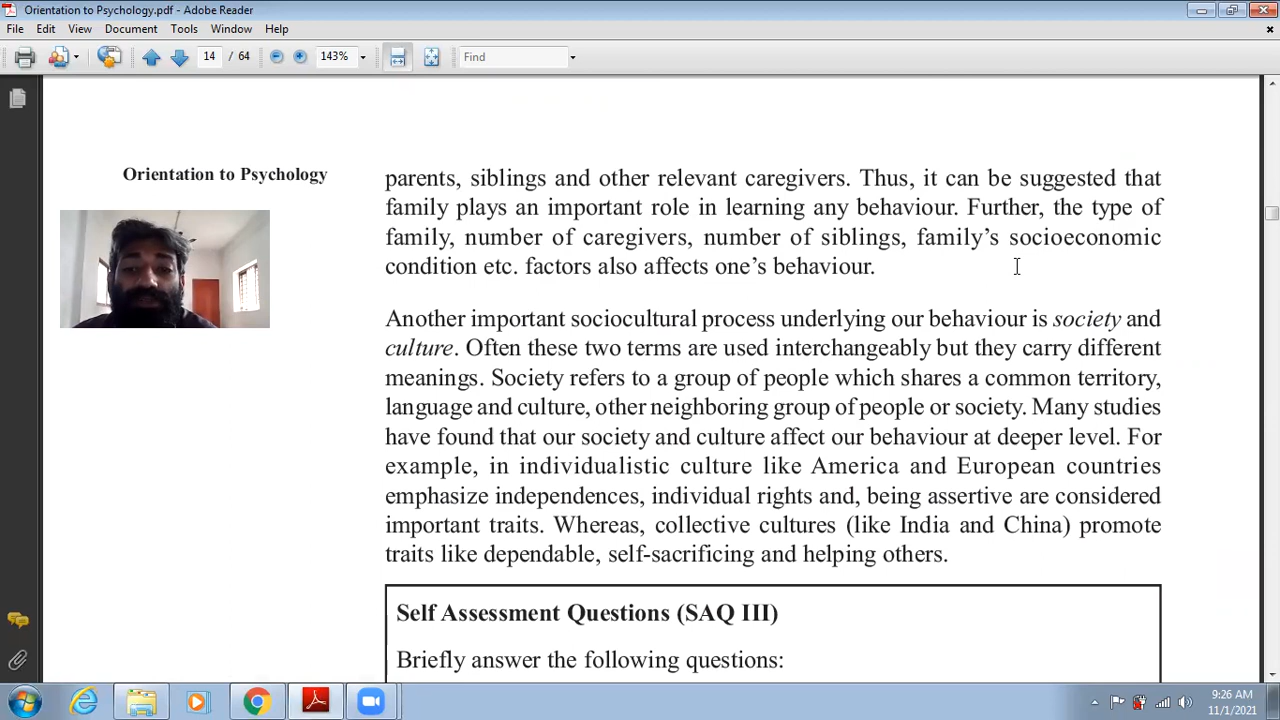 Orientation to Psychology.pdf - Adobe Reader
File Edit View Document Tools Window Help
14 / 64 143% Find
Orientation to Psychology
parents, siblings and other relevant caregivers. Thus, it can be suggested that
family plays an important role in learning any behaviour. Further, the type of
family, number of caregivers, number of siblings, family’s socioeconomic
condition etc. factors also affects one’s behaviour.
Another important sociocultural process underlying our behaviour is society and
culture. Often these two terms are used interchangeably but they carry different
meanings. Society refers to a group of people which shares a common territory,
language and culture, other neighboring group of people or society. Many studies
have found that our society and culture affect our behaviour at deeper level. For
example, in individualistic culture like America and European countries
emphasize independences, individual rights and, being assertive are considered
important traits. Whereas, collective cultures (like India and China) promote
traits like dependable, self-sacrificing and helping others.
Self Assessment Questions (SAQ III)
Briefly answer the following questions:
9:26 AM
11/1/2021